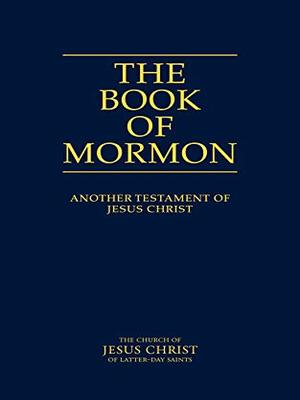 THE
BOOK
OF
MORMON
ANOTHER TESTAMENT OF
JESUS CHRIST
THE CHURCH OF
JESUS CHRIST
OF LATTER-DAY SAINTS